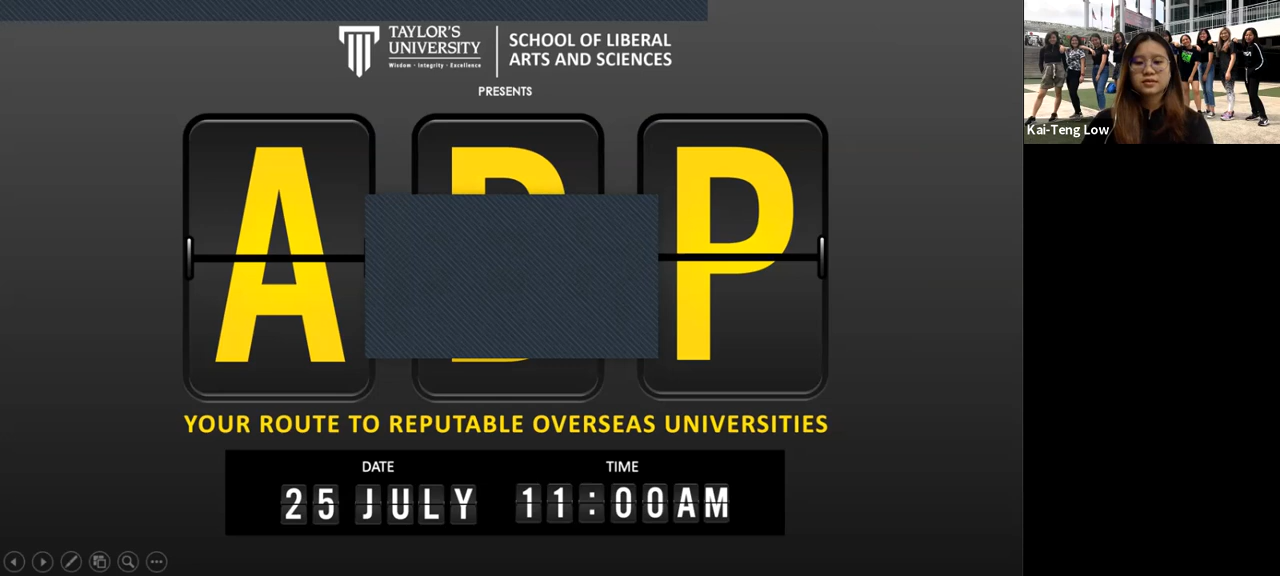 TAYLOR'S
UNIVERSITY
Wisdom • Integrity • Excellence
SCHOOL OF LIBERAL
ARTS AND SCIENCES
PRESENTS
A P
YOUR ROUTE TO REPUTABLE OVERSEAS UNIVERSITIES
DATE
TIME
25 JULY
11:00AM
Kai-Teng Low